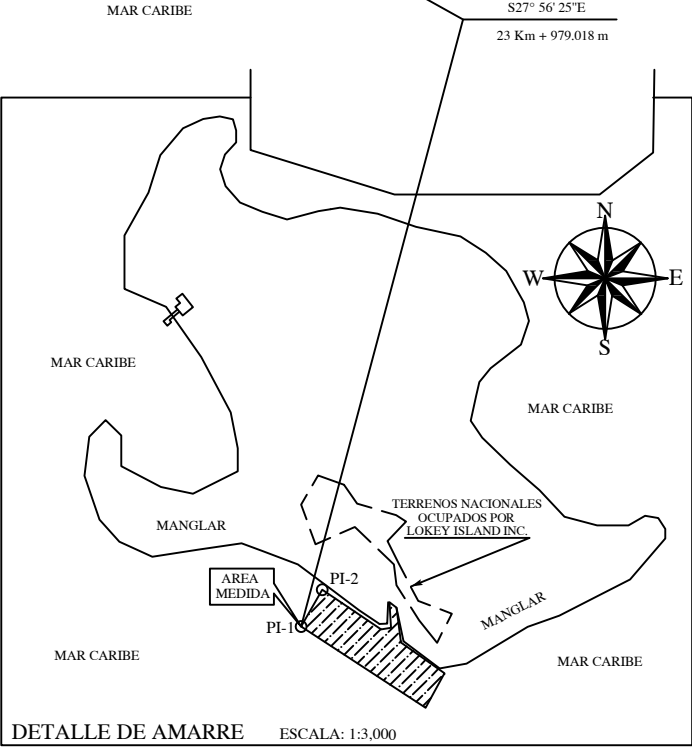 MAR CARIBE
S27° 56' 25"E
23 Km + 979.018 m
N
W
E
S
MAR CARIBE
MAR CARIBE
TERRENOS NACIONALES
OCUPADOS POR
LOKEY ISLAND INC.
MANGLAR
AREA
MEDIDA
PI-2
PI-1
MANGLAR
MAR CARIBE
MAR CARIBE
DETALLE DE AMARRE ESCALA: 1:3,000